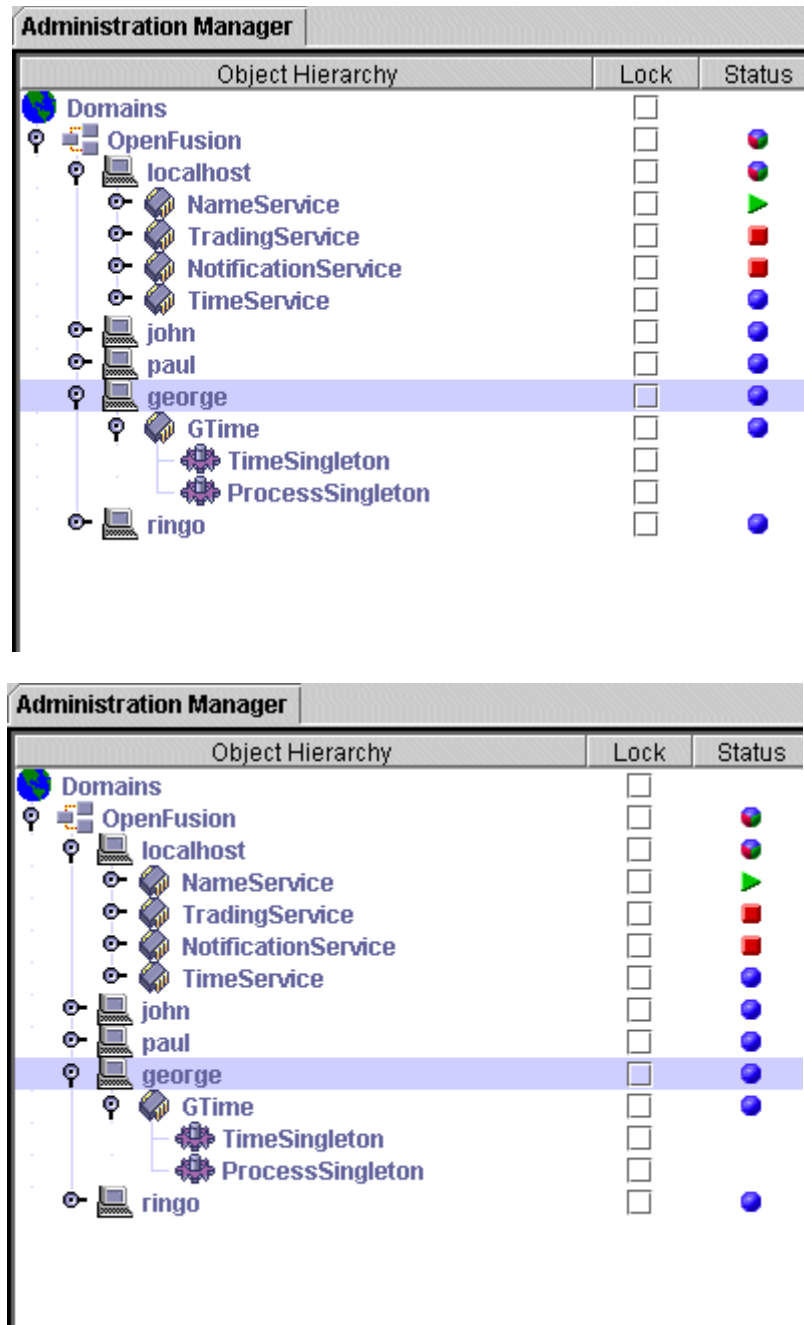 Administration Manager
Object Hierarchy Lock Status
Domains
OpenFusion
localhost
NameService
TradingService
NotificationService
TimeService
john
paul
george
GTime
TimeSingleton
ProcessSingleton
ringo
Administration Manager
Object Hierarchy Lock Status
Domains
OpenFusion
localhost
NameService
TradingService
NotificationService
TimeService
john
paul
george
GTime
TimeSingleton
ProcessSingleton
ringo